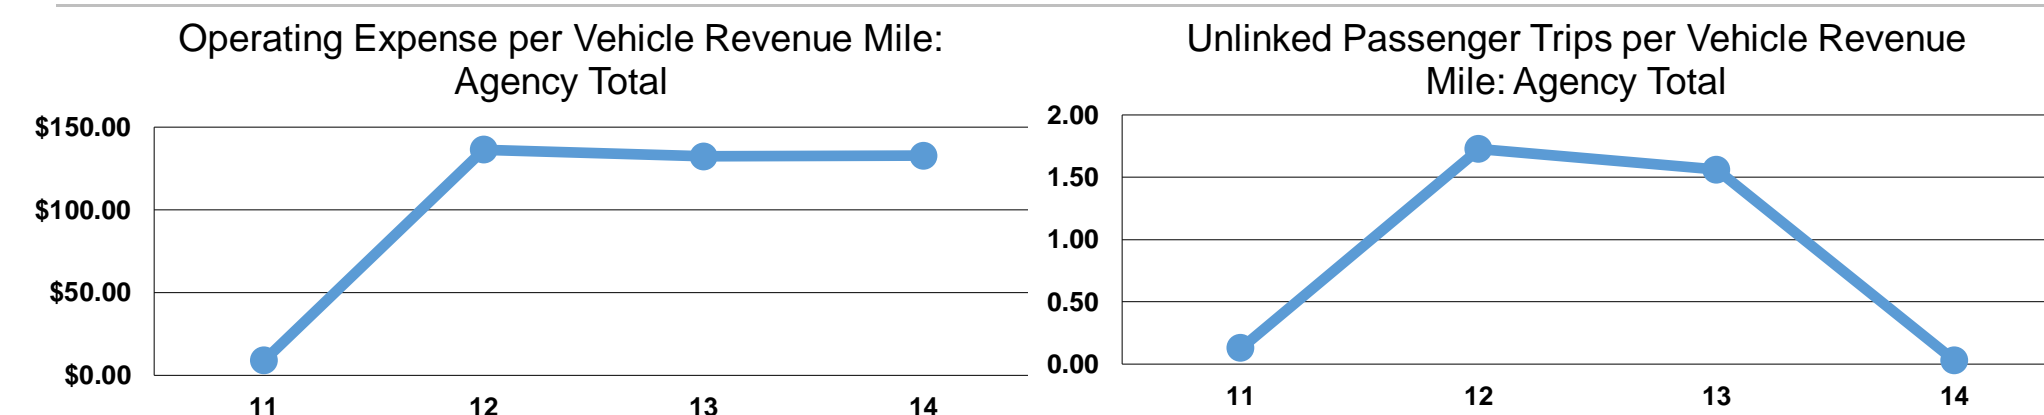 Operating Expense per Vehicle Revenue Mile:
Agency Total
$150.00
$100.00
$50.00
$0.00
11 12 13 14
Unlinked Passenger Trips per Vehicle Revenue
Mile: Agency Total
2.00
1.50
1.00
0.50
0.00
11 12 13 14